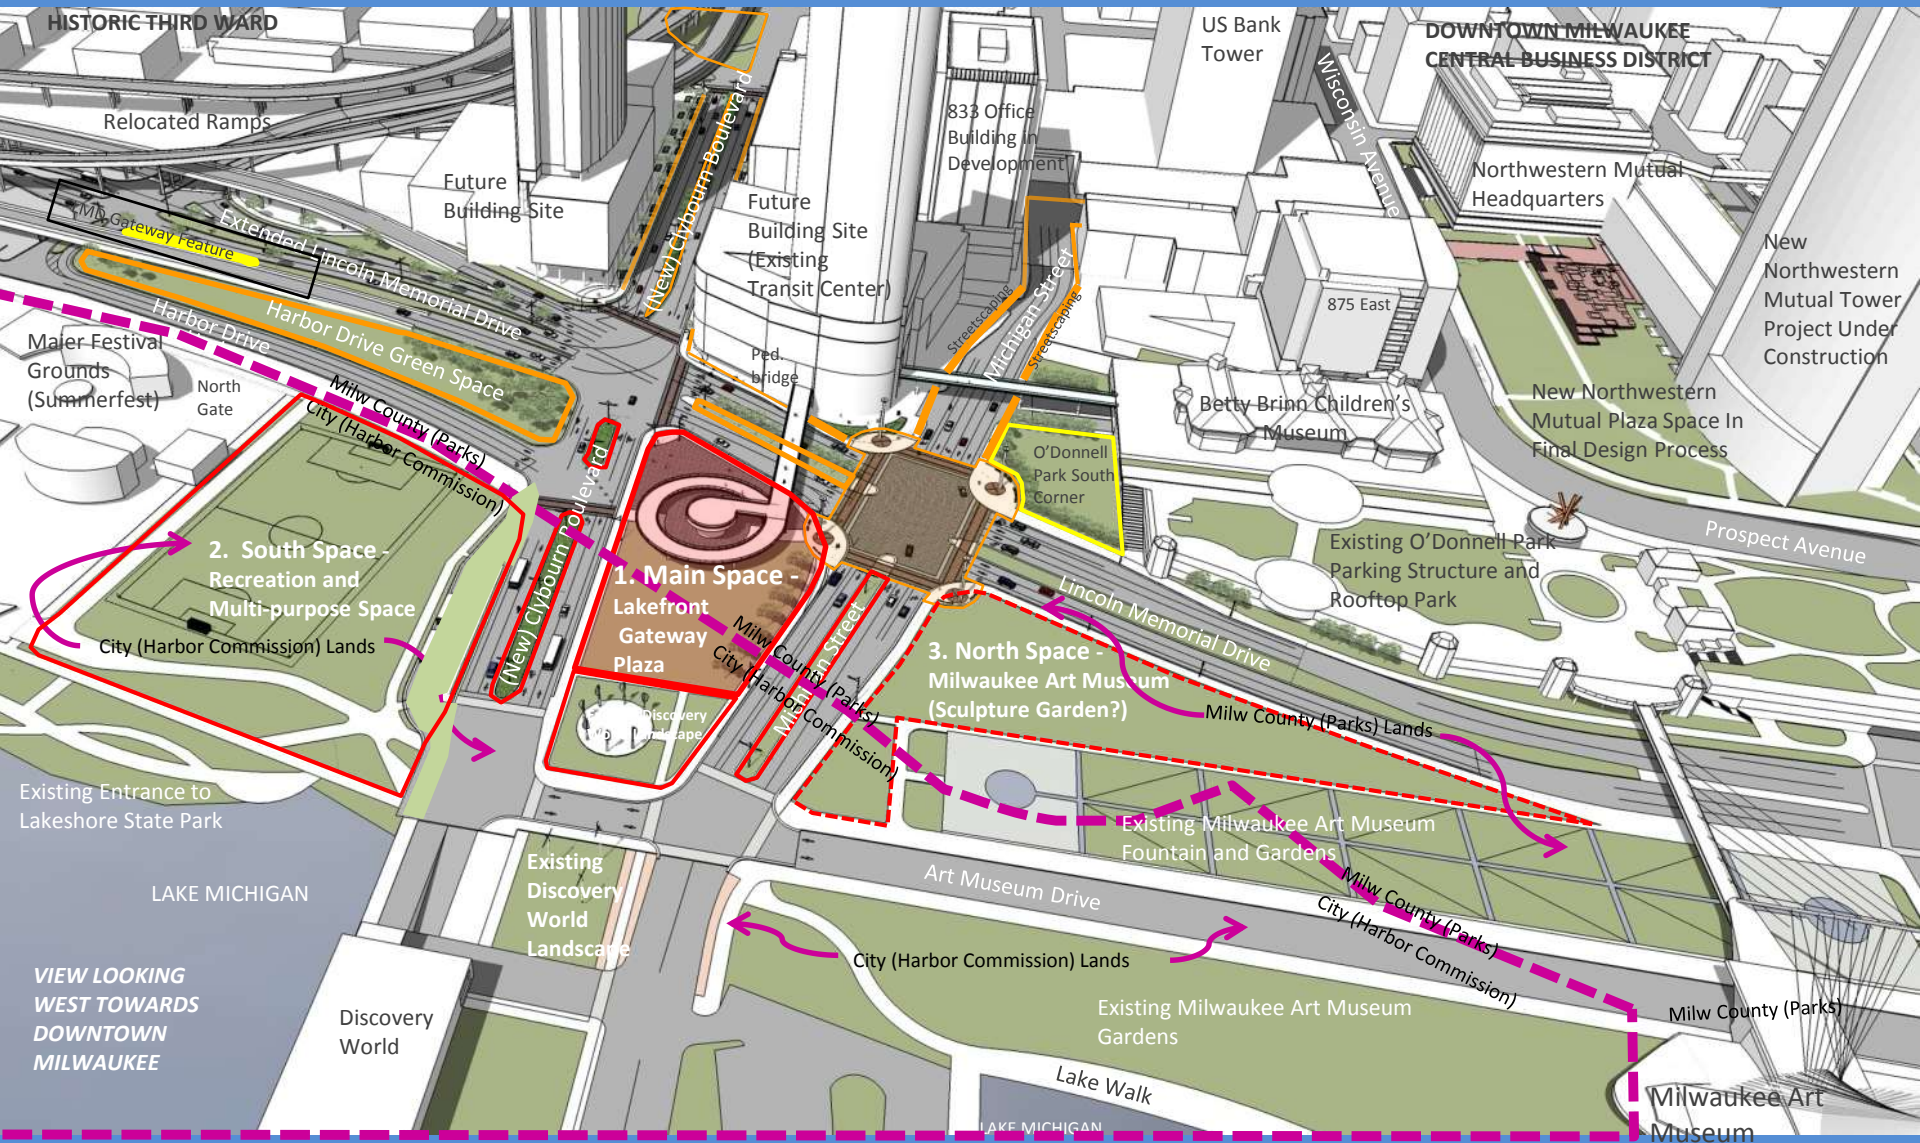 HISTORIC THIRD WARD
US Bank
Tower
DOWNTOWN MILWAUKEE
CENTRAL BUSINESS DISTRICT
Relocated Ramps
833 Office
Building in
Development
Wisconsin Avenue
(New) Clybourn Boulevard
Future
Building Site
Future
Building Site
(Existing
Transit Center)
Northwestern Mutual
Headquarters
New
Northwestern
Mutual Tower
Project Under
Construction
LMD Gateway Feature
Extended Lincoln Memorial Drive
Harbor Drive
Harbor Drive Green Space
Streetscaping
Michigan Street
Streetscaping
875 East
Maier Festival
Grounds
(Summerfest)
North
Gate
Ped.
bridge
Betty Brinn Children's
Museum
New Northwestern
Mutual Plaza Space In
Final Design Process
Milw County (Parks)
City (Harbor Commission)
O'Donnell
Park South
Corner
Prospect Avenue
Existing O'Donnell Park
Parking Structure and
Rooftop Park
2. South Space -
Recreation and
Multi-purpose Space
City (Harbor Commission) Lands
(New) Clybourn Boulevard
1. Main Space -
Lakefront
Gateway
Plaza
Lincoln Memorial Drive
Milw County (Parks)
City (Harbor Commission)
Michigan Street
3. North Space -
Milwaukee Art Museum
(Sculpture Garden?)
Milw County (Parks) Lands
Discovery
Existing Entrance to
Lakeshore State Park
Existing Milwaukee Art Museum
Fountain and Gardens
Existing
Discovery
World
Landscape
Art Museum Drive
Milw County (Parks)
City (Harbor Commission)
LAKE MICHIGAN
City (Harbor Commission) Lands
VIEW LOOKING
WEST TOWARDS
DOWNTOWN
MILWAUKEE
Discovery
World
Existing Milwaukee Art Museum
Gardens
Milw County (Parks)
Lake Walk
Milwaukee Art
Museum
LAKE MICHIGAN